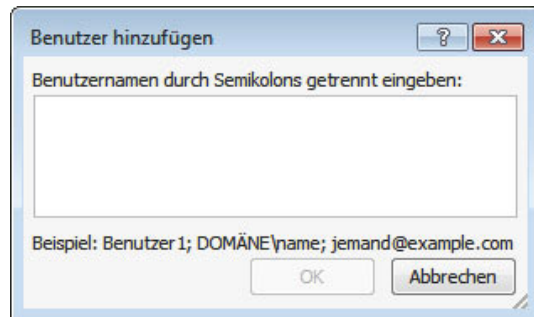 Benutzer hinzufügen
Benutzernamen durch Semikolons getrennt eingeben:
Beispiel: Benutzer1; DOMÄNE\name; jemand@example.com
OK Abbrechen